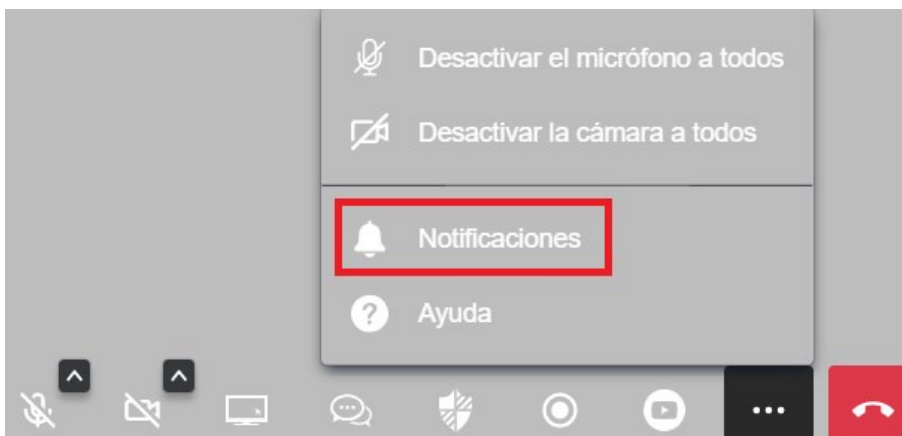 Desactivar el micrófono a todos
Desactivar la cámara a todos
Notificaciones
Ayuda